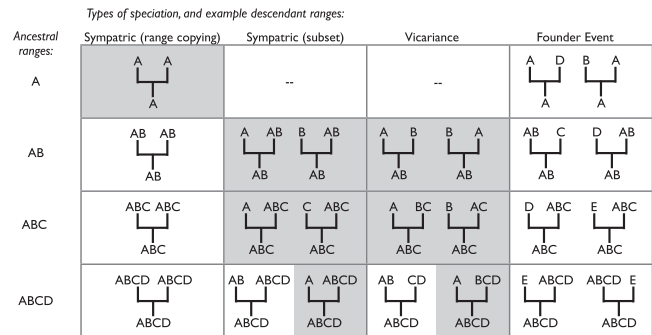 Types of speciation, and example descendant ranges:
Ancestral ranges: Sympatric (range copying) Sympatric (subset) Vicariance Founder Event
A A A D B A
A -- --
A A A
AB AB A AB B AB A B B A AB C D AB
AB
AB AB AB AB AB AB AB
ABC ABC A ABC C ABC A BC B AC D ABC E ABC
ABC
ABC ABC ABC ABC ABC ABC ABC
ABCD ABCD AB ABCD A ABCD AB CD A BCD E ABCD ABCD E
ABCD
ABCD ABCD ABCD ABCD ABCD ABCD ABCD